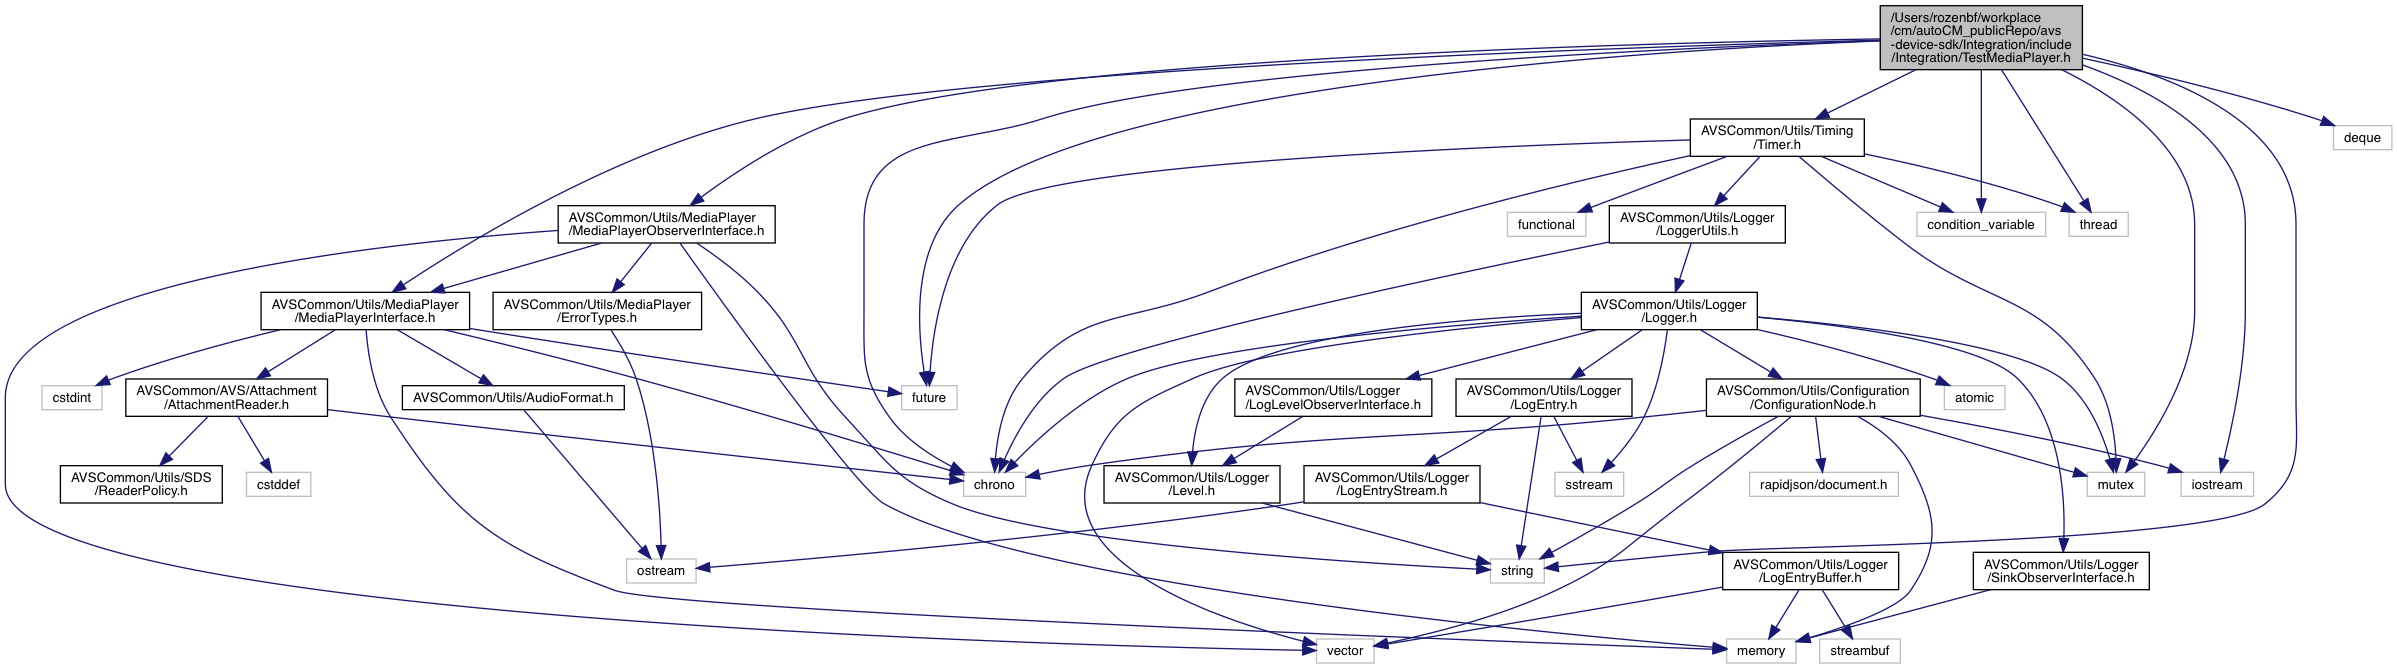 /Users/rozenbf/workplace
/cm/autoCM_publicRepo/avs
-device-sdk/Integration/include
/Integration/TestMediaPlayer.h
AVSCommon/Utils/Timing
/Timer.h
deque
AVSCommon/Utils/MediaPlayer
/MediaPlayerObserverInterface.h
functional
AVSCommon/Utils/Logger
/LoggerUtils.h
condition_variable
thread
AVSCommon/Utils/MediaPlayer
/MediaPlayerInterface.h
AVSCommon/Utils/MediaPlayer
/ErrorTypes.h
AVSCommon/Utils/Logger
/Logger.h
cstdint
AVSCommon/AVS/Attachment
/AttachmentReader.h
AVSCommon/Utils/AudioFormat.h
future
AVSCommon/Utils/Logger
/LogLevelObserverInterface.h
AVSCommon/Utils/Logger
/LogEntry.h
AVSCommon/Utils/Configuration
/ConfigurationNode.h
atomic
AVSCommon/Utils/SDS
/ReaderPolicy.h
cstddef
chrono
AVSCommon/Utils/Logger
/Level.h
AVSCommon/Utils/Logger
/LogEntryStream.h
sstream
rapidjson/document.h
mutex
iostream
ostream
string
AVSCommon/Utils/Logger
/LogEntryBuffer.h
AVSCommon/Utils/Logger
/SinkObserverInterface.h
vector
memory
streambuf